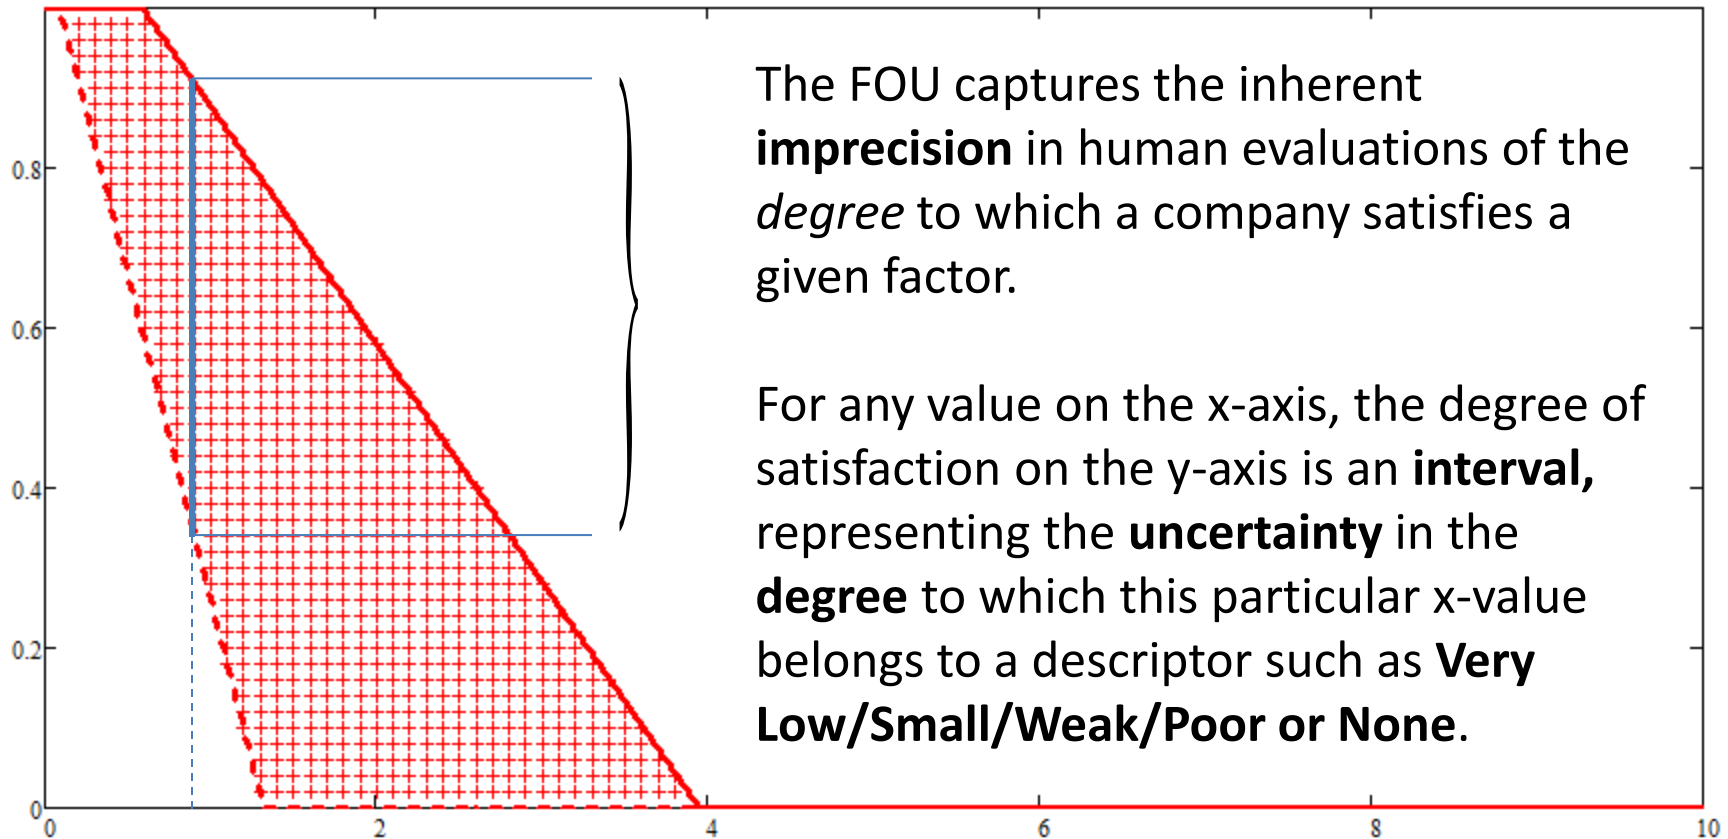 The FOU captures the inherent
imprecision in human evaluations of the
degree to which a company satisfies a
given factor.
For any value on the x-axis, the degree of
satisfaction on the y-axis is an interval,
representing the uncertainty in the
degree to which this particular x-value
belongs to a descriptor such as Very
Low/Small/Weak/Poor or None.
0.8
0.6
0.4
0.2
0
0 2 4 6 8 10